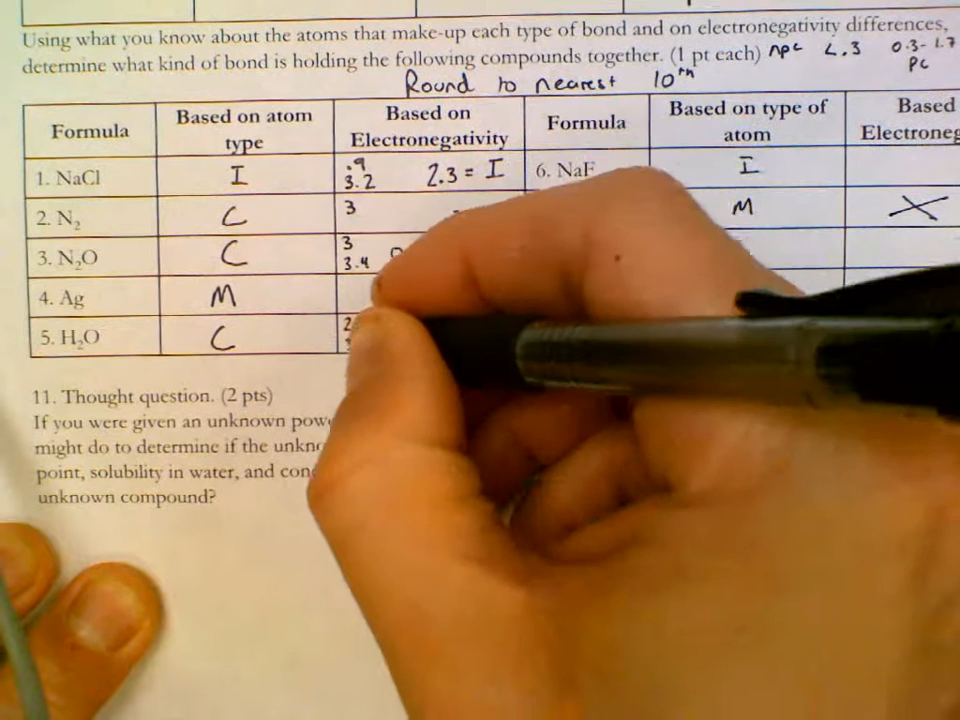 Using what you know about the atoms that make-up each type of bond and on electronegativity differences,
determine what kind of bond is holding the following compounds together. (1 pt each) npc <.3 0.3-1.7
PC
Round to nearest 10th
Formula Based on atom type Based on Electronegativity Formula Based on type of atom Based Electroneg
1. NaCl I .9 3.2 2.3 = I 6. NaF I
2. N2 C 3 M
3. N2O C 3 3.4
4. Ag M
5. H2O C 2
11. Thought question. (2 pts)
If you were given an unknown pow
might do to determine if the unkno
point, solubility in water, and con
unknown compound?